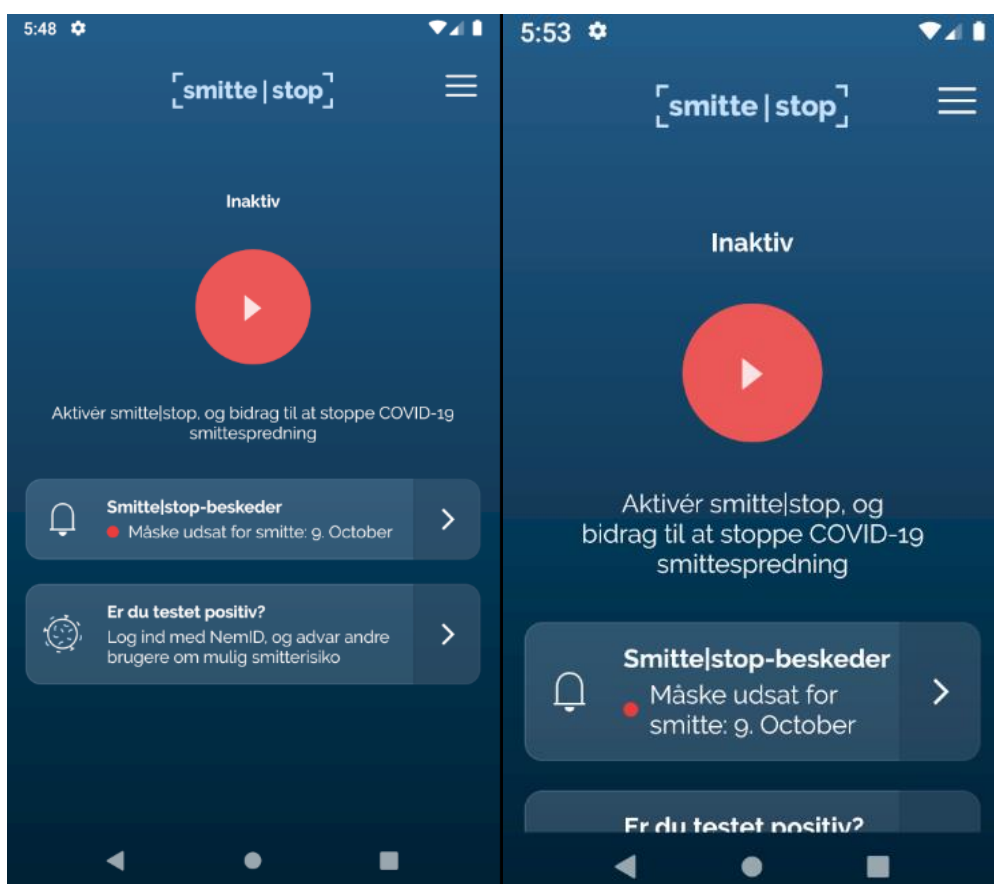 5:48
smitte|stop
Inaktiv
Aktivér smitte|stop, og bidrag til at stoppe COVID-19
smittespredning
Smitte|stop-beskeder
Måske udsat for smitte: 9. October
Er du testet positiv?
Log ind med NemID, og advar andre
brugere om mulig smitterisiko
5:53
smitte|stop
Inaktiv
Aktivér smitte|stop, og
bidrag til at stoppe COVID-19
smittespredning
Smitte|stop-beskeder
Måske udsat for
smitte: 9. October
Er du testet positiv?